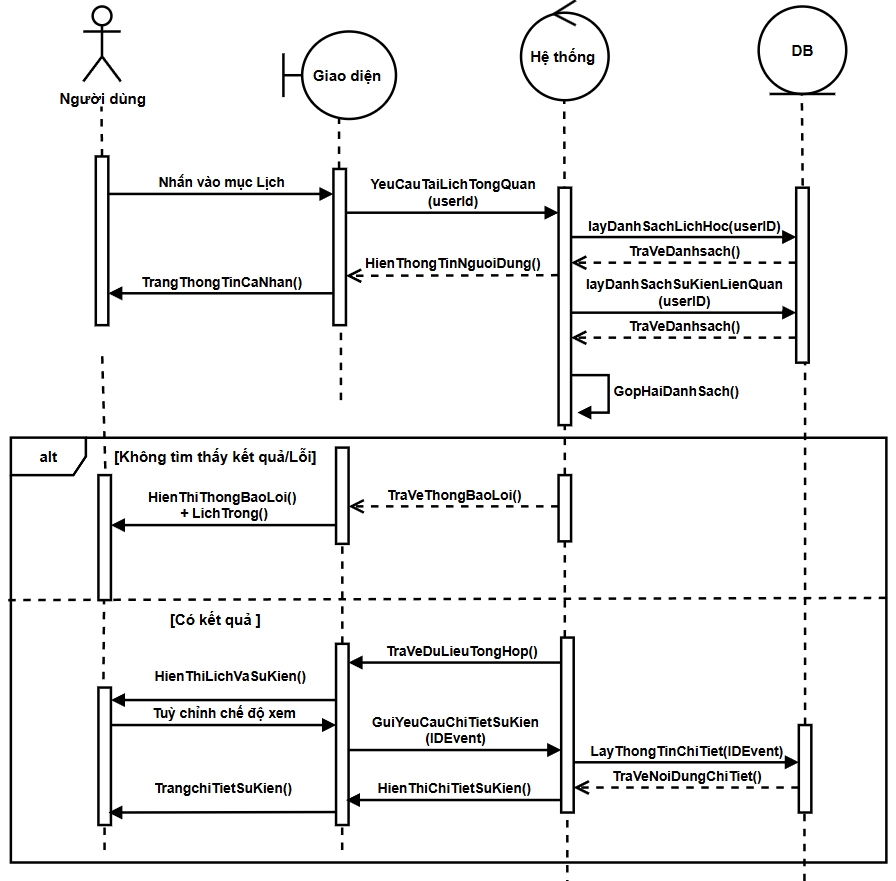 Người dùng
Giao diện
Hệ thống
DB
Nhấn vào mục Lịch
YeuCauTaiLichTongQuan
(userId)
layDanhSachLichHoc(userID)
TraVeDanhsach()
HienThongTinNguoiDung()
TrangThongTinCaNhan()
layDanhSachSuKienLienQuan
(userID)
TraVeDanhsach()
GopHaiDanhSach()
alt
[Không tìm thấy kết quả/Lỗi]
TraVeThongBaoLoi()
HienThiThongBaoLoi()
+ LichTrong()
[Có kết quả ]
TraVeDuLieuTongHop()
HienThiLichVaSuKien()
Tuỳ chỉnh chế độ xem
GuiYeuCauChiTietSuKien
(IDEvent)
LayThongTinChiTiet(IDEvent)
TraVeNoiDungChiTiet()
HienThiChiTietSuKien()
TrangchiTietSuKien()